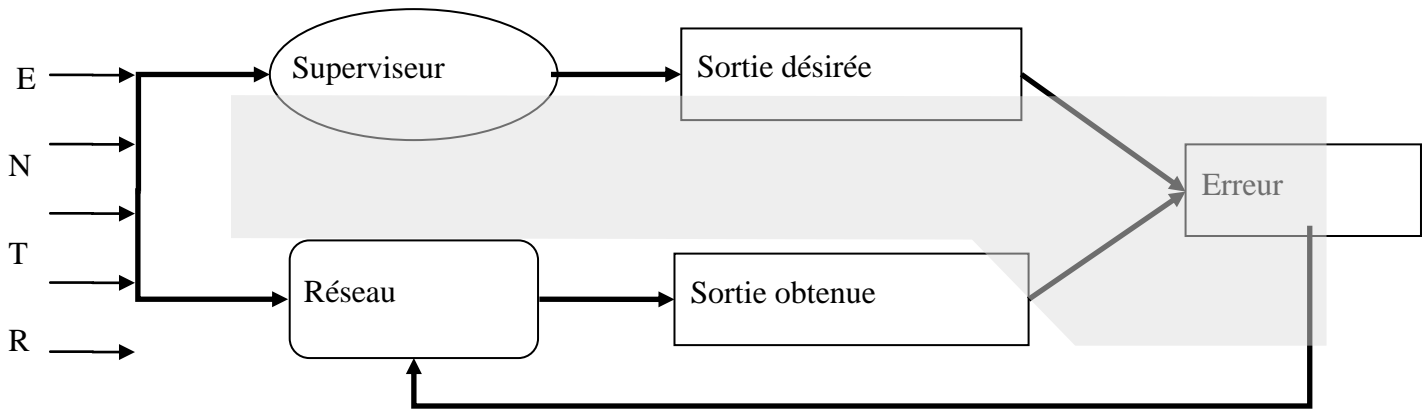 E
N
T
R
Superviseur
Sortie désirée
Erreur
Réseau
Sortie obtenue